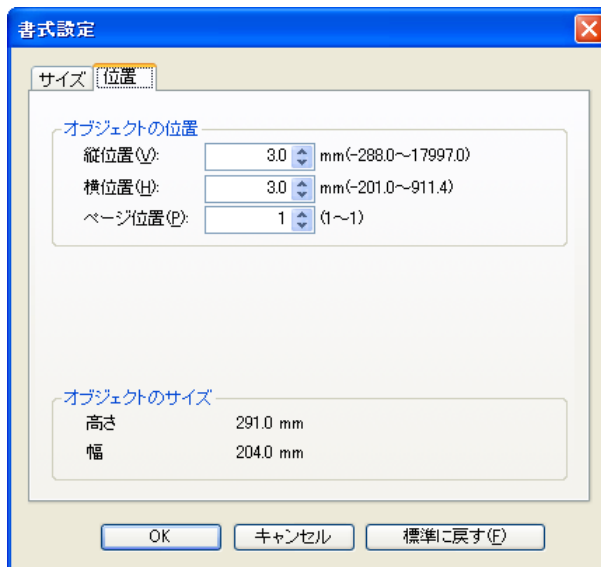 書式設定
サイズ 位置
オブジェクトの位置
縦位置(V): 3.0 mm(-288.0～17997.0)
横位置(H): 3.0 mm(-201.0～911.4)
ページ位置(P): 1 (1～1)
オブジェクトのサイズ
高さ 291.0 mm
幅 204.0 mm
OK キャンセル 標準に戻す(F)